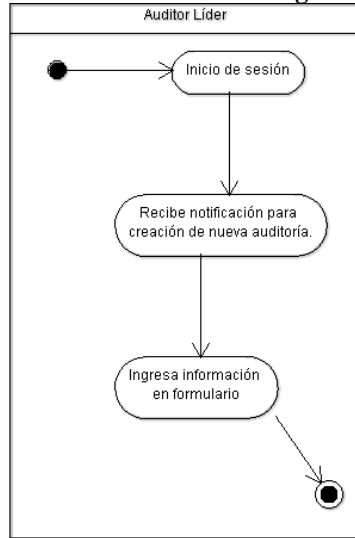 Auditor Líder
Inicio de sesión
Recibe notificación para
creación de nueva auditoría.
Ingresa información
en formulario